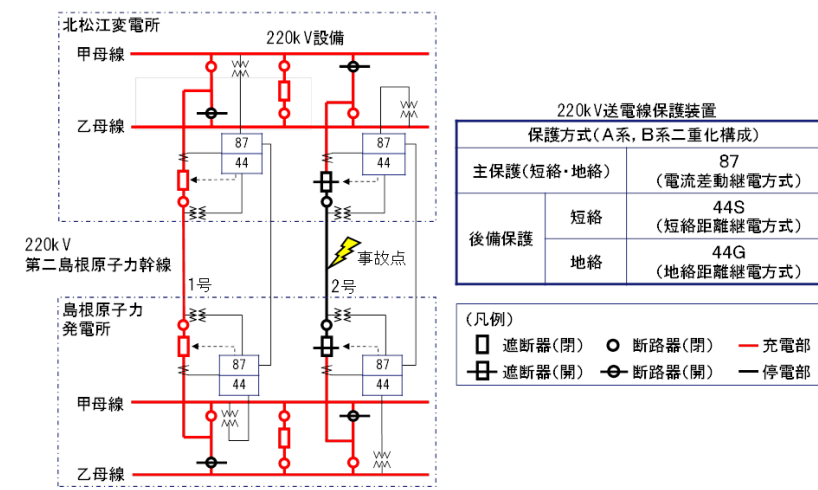 北松江変電所
220kV設備
甲母線
乙母線
87
44
87
44
220kV
第二島根原子力幹線
1号
2号
事故点
島根原子力
発電所
87
44
87
44
甲母線
乙母線
220kV送電線保護装置
保護方式(A系,B系二重化構成)
主保護(短絡・地絡)
87
(電流差動継電方式)
後備保護
短絡
44S
(短絡距離継電方式)
地絡
44G
(地絡距離継電方式)
(凡例)
遮断器(閉) 断路器(閉) 充電部
遮断器(開) 断路器(開) 停電部